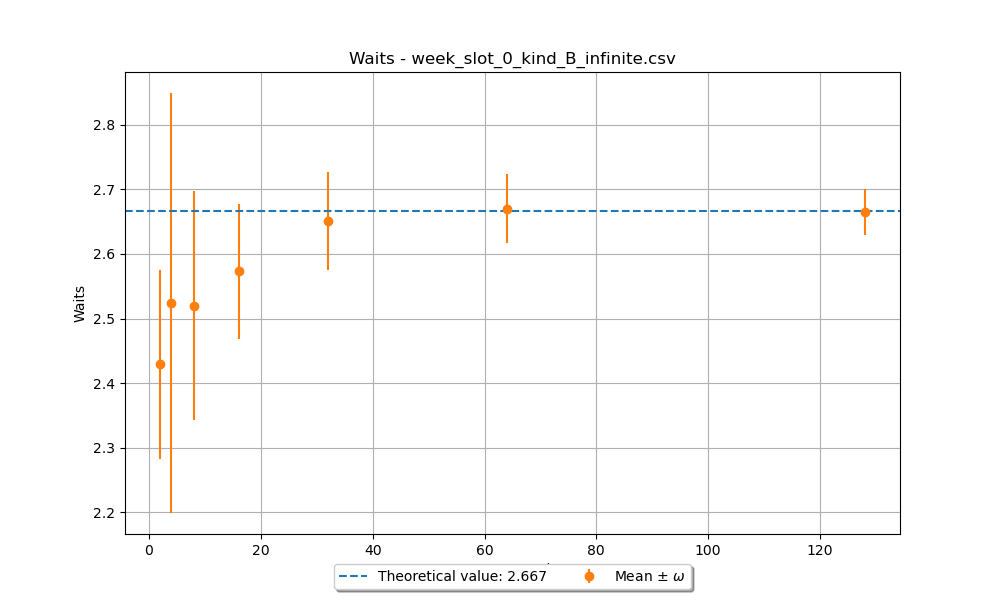 Waits - week_slot_0_kind_B_infinite.csv
Waits
2.8
2.7
2.6
2.5
2.4
2.3
2.2
0 20 40 60 80 100 120
Theoretical value: 2.667 Mean ± ω